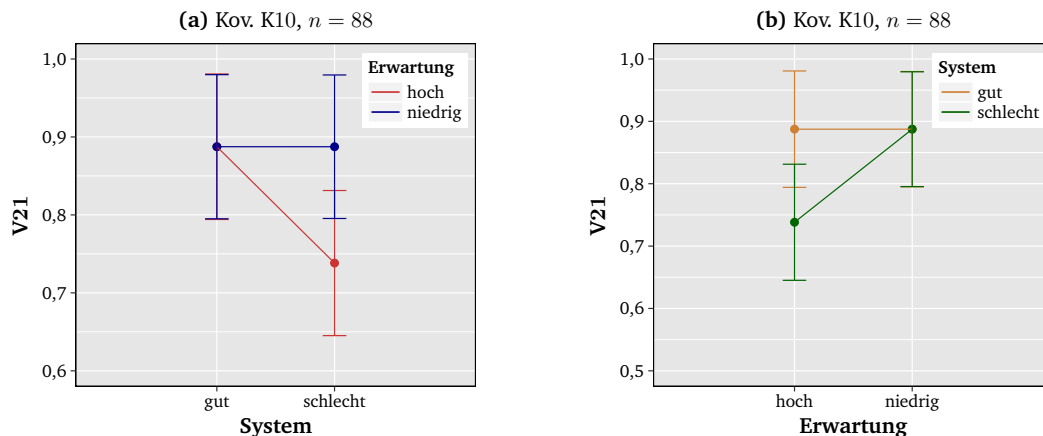 (a) Kov. K10, n = 88
V21
1,0
0,9
0,8
0,7
0,6
Erwartung
hoch
niedrig
gut schlecht
System
(b) Kov. K10, n = 88
V21
1,0
0,9
0,8
0,7
0,6
0,5
System
gut
schlecht
hoch niedrig
Erwartung